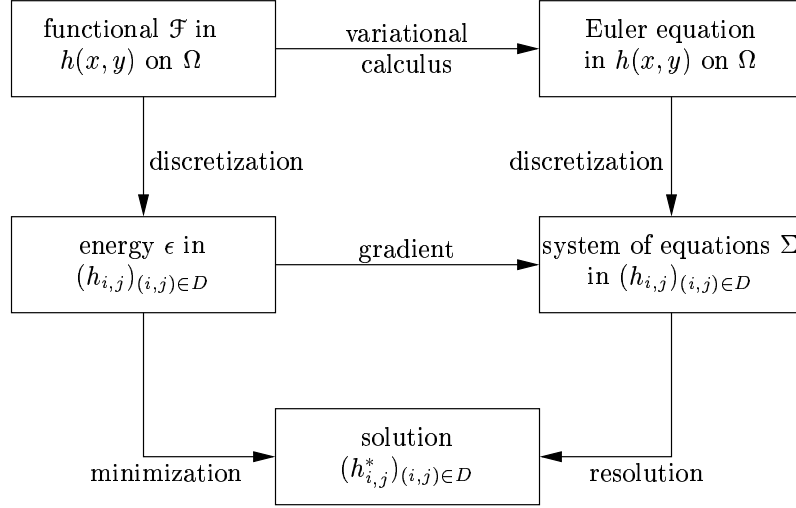 functional ℱ in
h(x, y) on Ω
variational
calculus
Euler equation
in h(x, y) on Ω
discretization
discretization
energy ϵ in
(h_{i,j})_{(i,j)∈D}
gradient
system of equations Σ
in (h_{i,j})_{(i,j)∈D}
solution
(h^*_{i,j})_{(i,j)∈D}
minimization
resolution